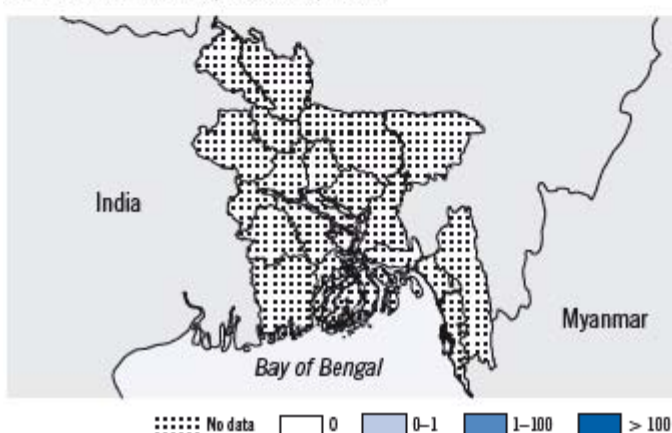 India
Myanmar
Bay of Bengal
No data 0 0–1 1–100 > 100